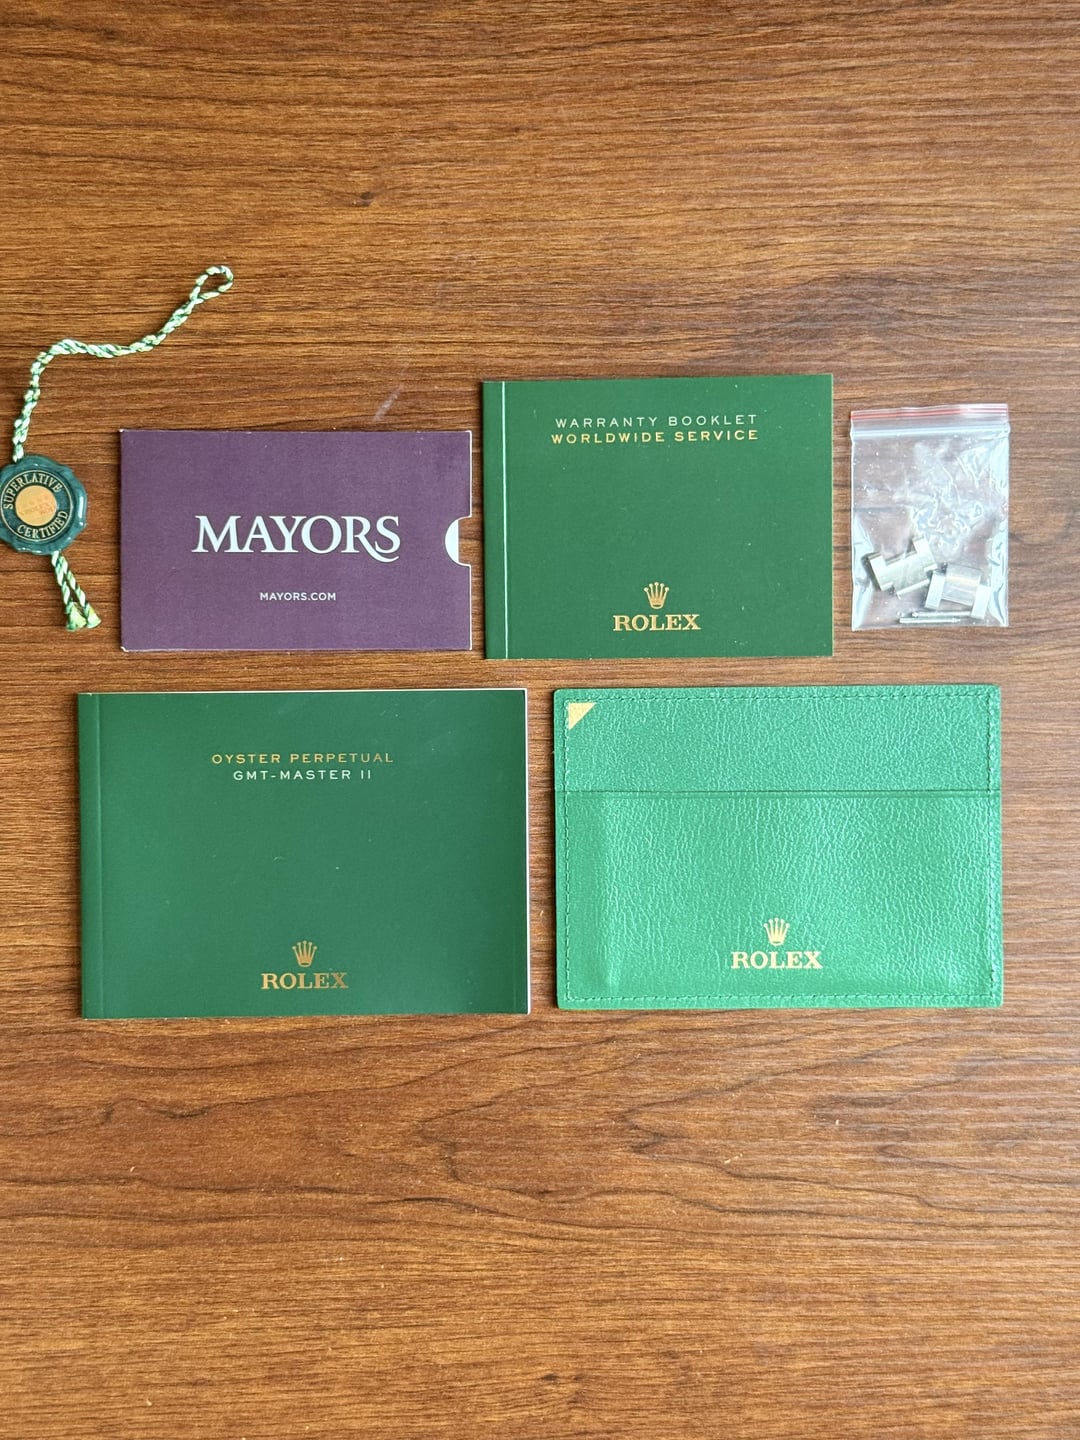 SUPERLATIVE
CERTIFIED
MAYORS
MAYORS.COM
WARRANTY BOOKLET
WORLDWIDE SERVICE
ROLEX
OYSTER PERPETUAL
GMT-MASTER II
ROLEX
ROLEX